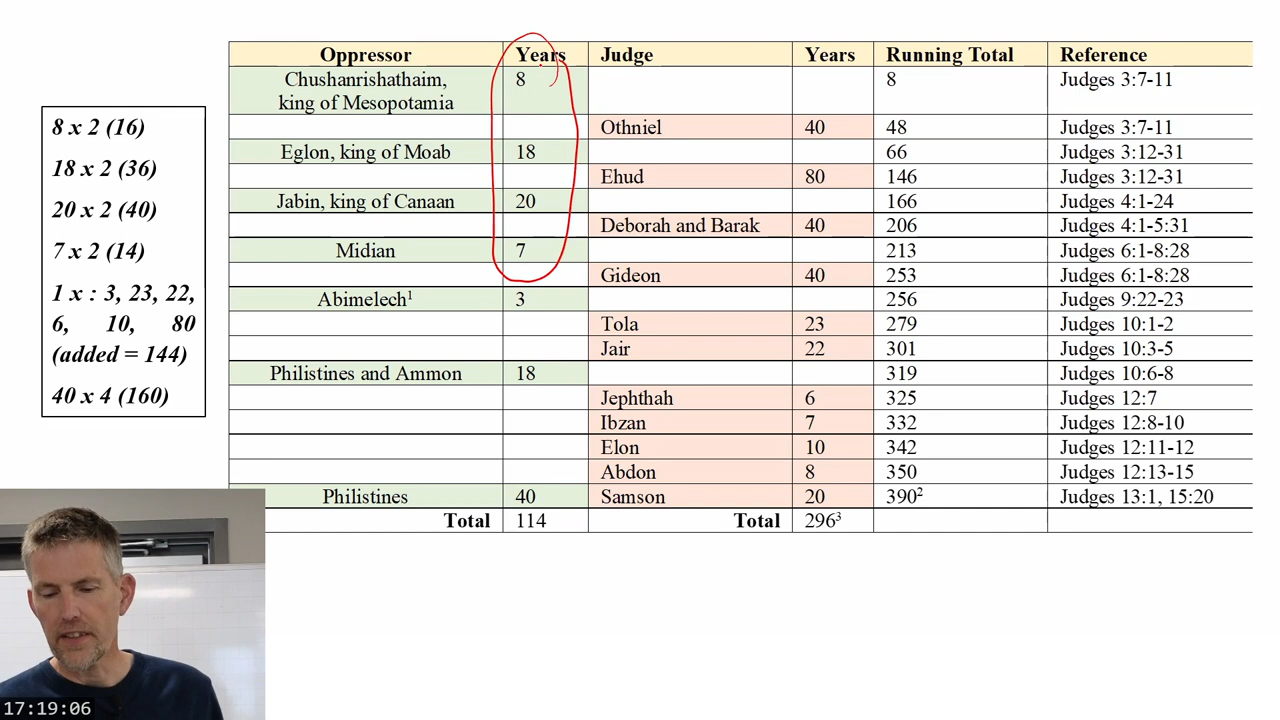 Oppressor Years Judge Years Running Total Reference
Chushanrishathaim, 8 8 Judges 3:7-11
king of Mesopotamia
Othniel 40 48 Judges 3:7-11
Eglon, king of Moab 18 66 Judges 3:12-31
Ehud 80 146 Judges 3:12-31
Jabin, king of Canaan 20 166 Judges 4:1-24
Deborah and Barak 40 206 Judges 4:1-5:31
Midian 7 213 Judges 6:1-8:28
Gideon 40 253 Judges 6:1-8:28
Abimelech¹ 3 256 Judges 9:22-23
Tola 23 279 Judges 10:1-2
Jair 22 301 Judges 10:3-5
Philistines and Ammon 18 319 Judges 10:6-8
Jephthah 6 325 Judges 12:7
Ibzan 7 332 Judges 12:8-10
Elon 10 342 Judges 12:11-12
Abdon 8 350 Judges 12:13-15
Philistines 40 Samson 20 390² Judges 13:1, 15:20
Total 114 Total 296³
8 x 2 (16)
18 x 2 (36)
20 x 2 (40)
7 x 2 (14)
1 x : 3, 23, 22,
6, 10, 80
(added = 144)
40 x 4 (160)
17:19:06